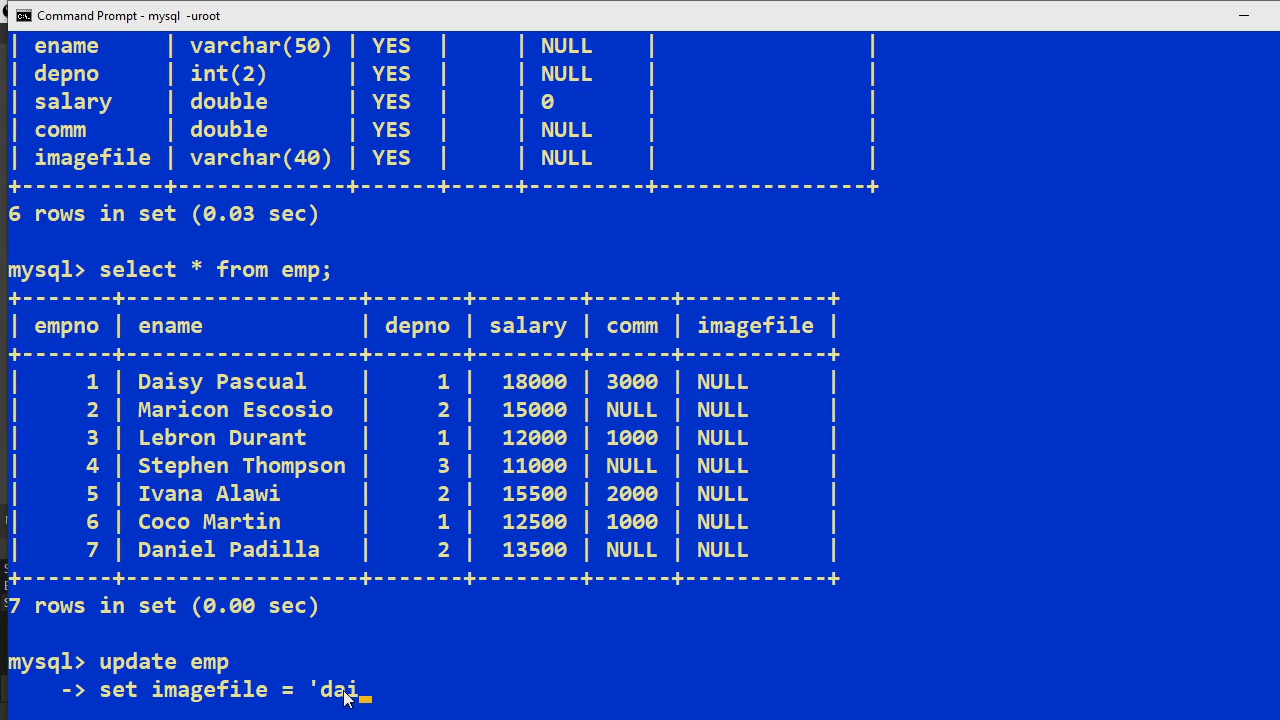 Command Prompt - mysql -uroot
| ename     | varchar(50) | YES  |     | NULL    |                |
| depno     | int(2)      | YES  |     | NULL    |                |
| salary    | double      | YES  |     | 0       |                |
| comm      | double      | YES  |     | NULL    |                |
| imagefile | varchar(40) | YES  |     | NULL    |                |
+-----------+-------------+------+-----+---------+----------------+
6 rows in set (0.03 sec)
mysql> select * from emp;
+-------+------------------+-------+--------+------+-----------+
| empno | ename            | depno | salary | comm | imagefile |
+-------+------------------+-------+--------+------+-----------+
|     1 | Daisy Pascual    |     1 |  18000 | 3000 | NULL      |
|     2 | Maricon Escosio  |     2 |  15000 | NULL | NULL      |
|     3 | Lebron Durant    |     1 |  12000 | 1000 | NULL      |
|     4 | Stephen Thompson |     3 |  11000 | NULL | NULL      |
|     5 | Ivana Alawi      |     2 |  15500 | 2000 | NULL      |
|     6 | Coco Martin      |     1 |  12500 | 1000 | NULL      |
|     7 | Daniel Padilla   |     2 |  13500 | NULL | NULL      |
+-------+------------------+-------+--------+------+-----------+
7 rows in set (0.00 sec)
mysql> update emp
    -> set imagefile = 'dai_